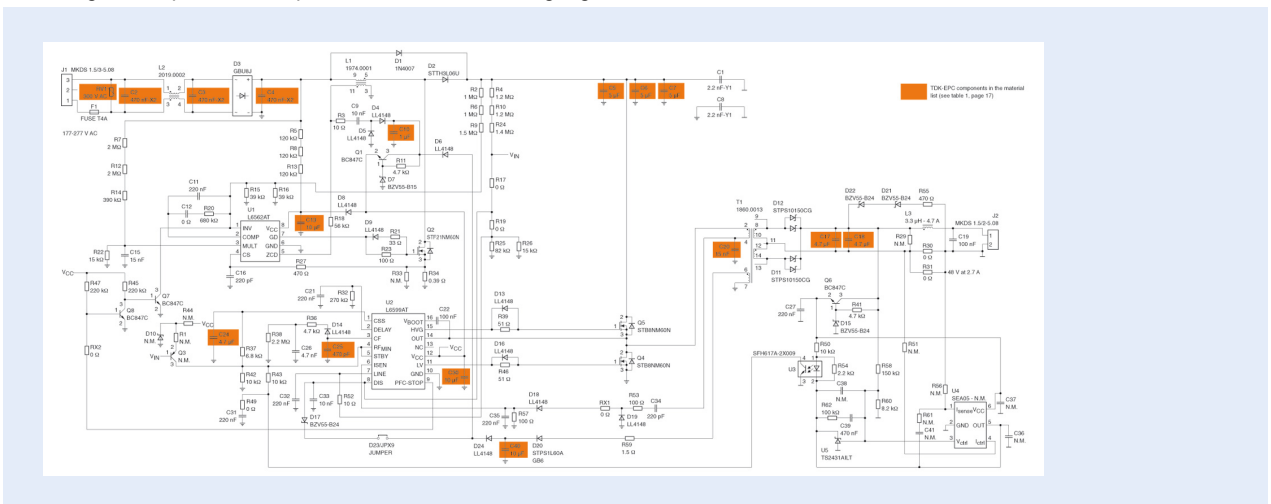 J1 MKDS 1.5/3-5.08
L2
2019.0002
D3
GBU8J
L1
1974.0001
D1
1N4007
D2
STTH3L06U
C1
2.2 nF-Y1
C8
2.2 nF-Y1
TDK-EPC components in the material
list (see table 1, page 17)
F1
FUSE T4A
177-277 V AC
R7
2 MΩ
R12
2 MΩ
R14
390 kΩ
R5
120 kΩ
R8
120 kΩ
R13
120 kΩ
R3
10 Ω
C9
10 nF
D4
LL4148
D5
LL4148
D6
LL4148
Q1
BC847C
R11
4.7 kΩ
D7
BZV55-B15
R2
1 MΩ
R6
1 MΩ
R9
1.5 MΩ
R4
1.2 MΩ
R10
1.2 MΩ
R24
1.4 MΩ
VIN
R17
0 Ω
R19
0 Ω
R25
82 kΩ
R26
15 kΩ
C11
220 nF
C12
0 Ω
R20
680 kΩ
R15
39 kΩ
R16
39 kΩ
U1
L6562AT
INV
COMP
MULT
CS
VCC
GD
GND
ZCD
D8
LL4148
R18
56 kΩ
D9
LL4148
R21
33 Ω
R23
100 Ω
Q2
STF21NM60N
R33
N.M.
R34
0.39 Ω
R27
470 Ω
C16
220 pF
C15
15 nF
R22
15 kΩ
VCC
R47
220 kΩ
R45
220 kΩ
Q7
BC847C
Q8
BC847C
RX2
0 Ω
R44
N.M.
VCC
D10
N.M.
R1
N.M.
Q3
N.M.
VIN
R37
6.8 kΩ
R38
2.2 MΩ
R42
10 kΩ
R43
10 kΩ
R49
0 Ω
C31
220 nF
C21
220 nF
R32
270 kΩ
R36
4.7 kΩ
D14
LL4148
C26
4.7 nF
U2
L6599AT
CSS
DELAY
CF
RFMIN
STBY
ISEN
LINE
DIS
VBOOT
HVG
OUT
NC
VCC
LV
GND
PFC-STOP
C22
100 nF
VCC
C32
220 nF
C33
10 nF
R52
10 Ω
D17
BZV55-B24
D23/JPX9
JUMPER
D24
LL4148
D20
STPS1L60A
GB6
D13
LL4148
R39
51 Ω
D16
LL4148
R46
51 Ω
Q5
STB8NM60N
Q4
STB8NM60N
D18
LL4148
C35
220 nF
R57
100 Ω
RX1
0 Ω
D19
LL4148
R53
100 Ω
C34
220 pF
R59
1.5 Ω
T1
1860.0013
D12
STPS10150CG
D11
STPS10150CG
D22
BZV55-B24
D21
BZV55-B24
R55
470 Ω
L3
3.3 µH - 4.7 A
J2
MKDS 1.5/2-5.08
C19
100 nF
R29
N.M.
R30
0 Ω
R31
0 Ω
48 V at 2.7 A
Q6
BC847C
C27
220 nF
R41
4.7 kΩ
D15
BZV55-B24
R50
10 kΩ
SFH617A-2X009
U3
R54
2.2 kΩ
C38
N.M.
R62
100 kΩ
C39
470 nF
U5
TS2431AILT
R58
150 kΩ
R60
8.2 kΩ
R51
N.M.
R56
N.M.
R61
N.M.
C41
N.M.
U4
SEA05 - N.M.
IsenseVCC
GND OUT
Vctrl
Ictrl
C37
N.M.
C36
N.M.